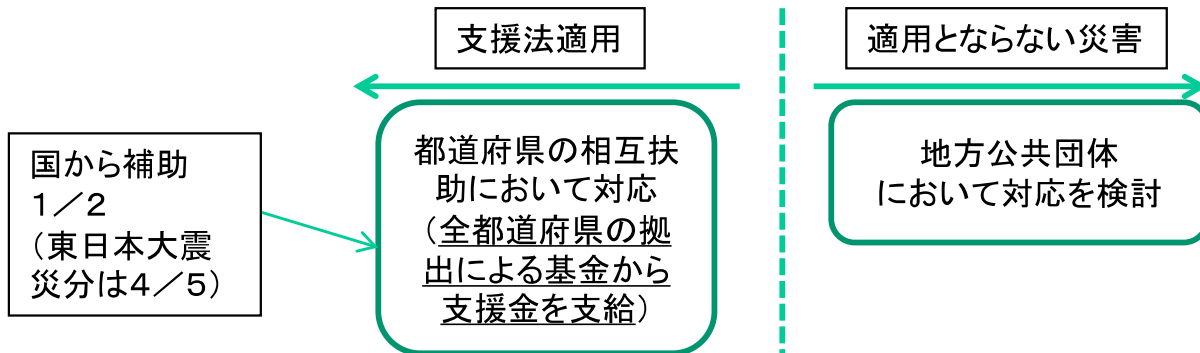 支援法適用
適用とならない災害
国から補助
１／２
（東日本大震
災分は４／５）
都道府県の相互扶
助において対応
（全都道府県の拠
出による基金から
支援金を支給）
地方公共団体
において対応を検討